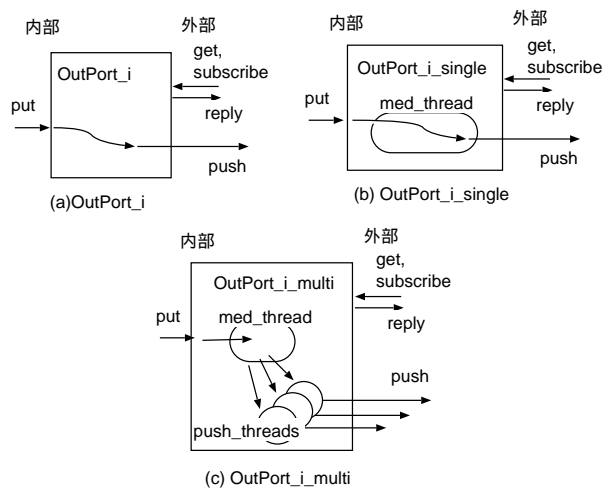 内部
外部
OutPort_i
get,
subscribe
put
reply
push
(a)OutPort_i
内部
外部
OutPort_i_single
get,
subscribe
put
med_thread
reply
push
(b) OutPort_i_single
内部
外部
OutPort_i_multi
get,
subscribe
put
med_thread
reply
push
push_threads
(c) OutPort_i_multi